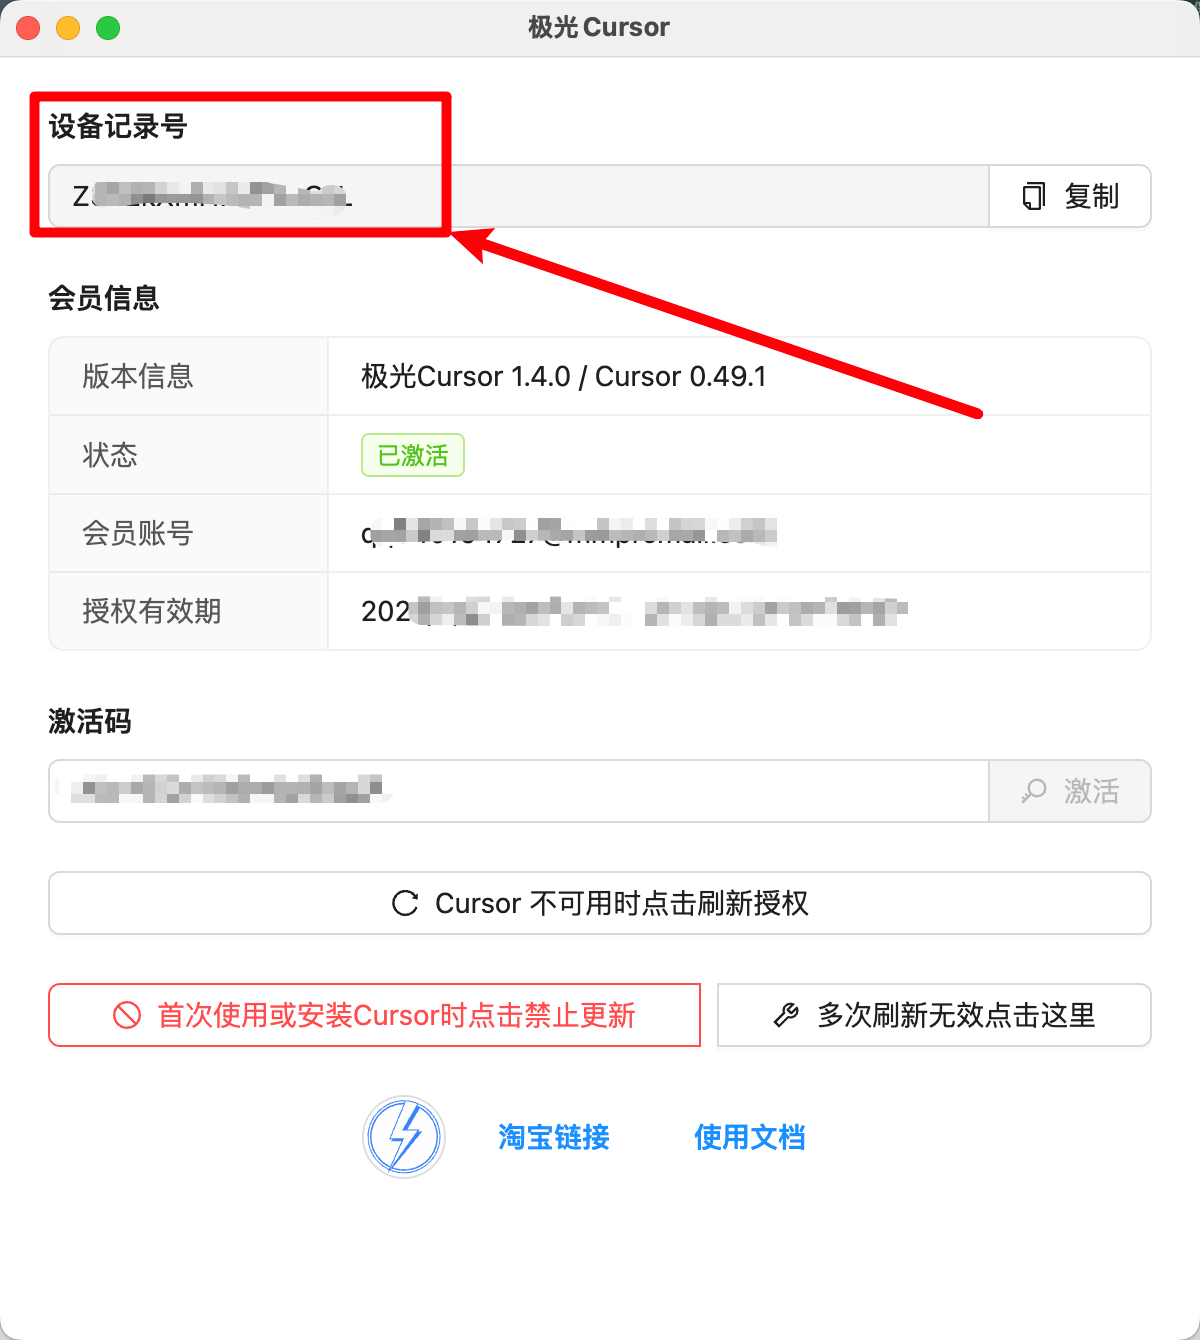 极光Cursor
设备记录号
复制
会员信息
版本信息 极光Cursor 1.4.0 / Cursor 0.49.1
状态 已激活
会员账号
授权有效期
激活码
激活
Cursor 不可用时点击刷新授权
首次使用或安装Cursor时点击禁止更新 多次刷新无效点击这里
淘宝链接 使用文档